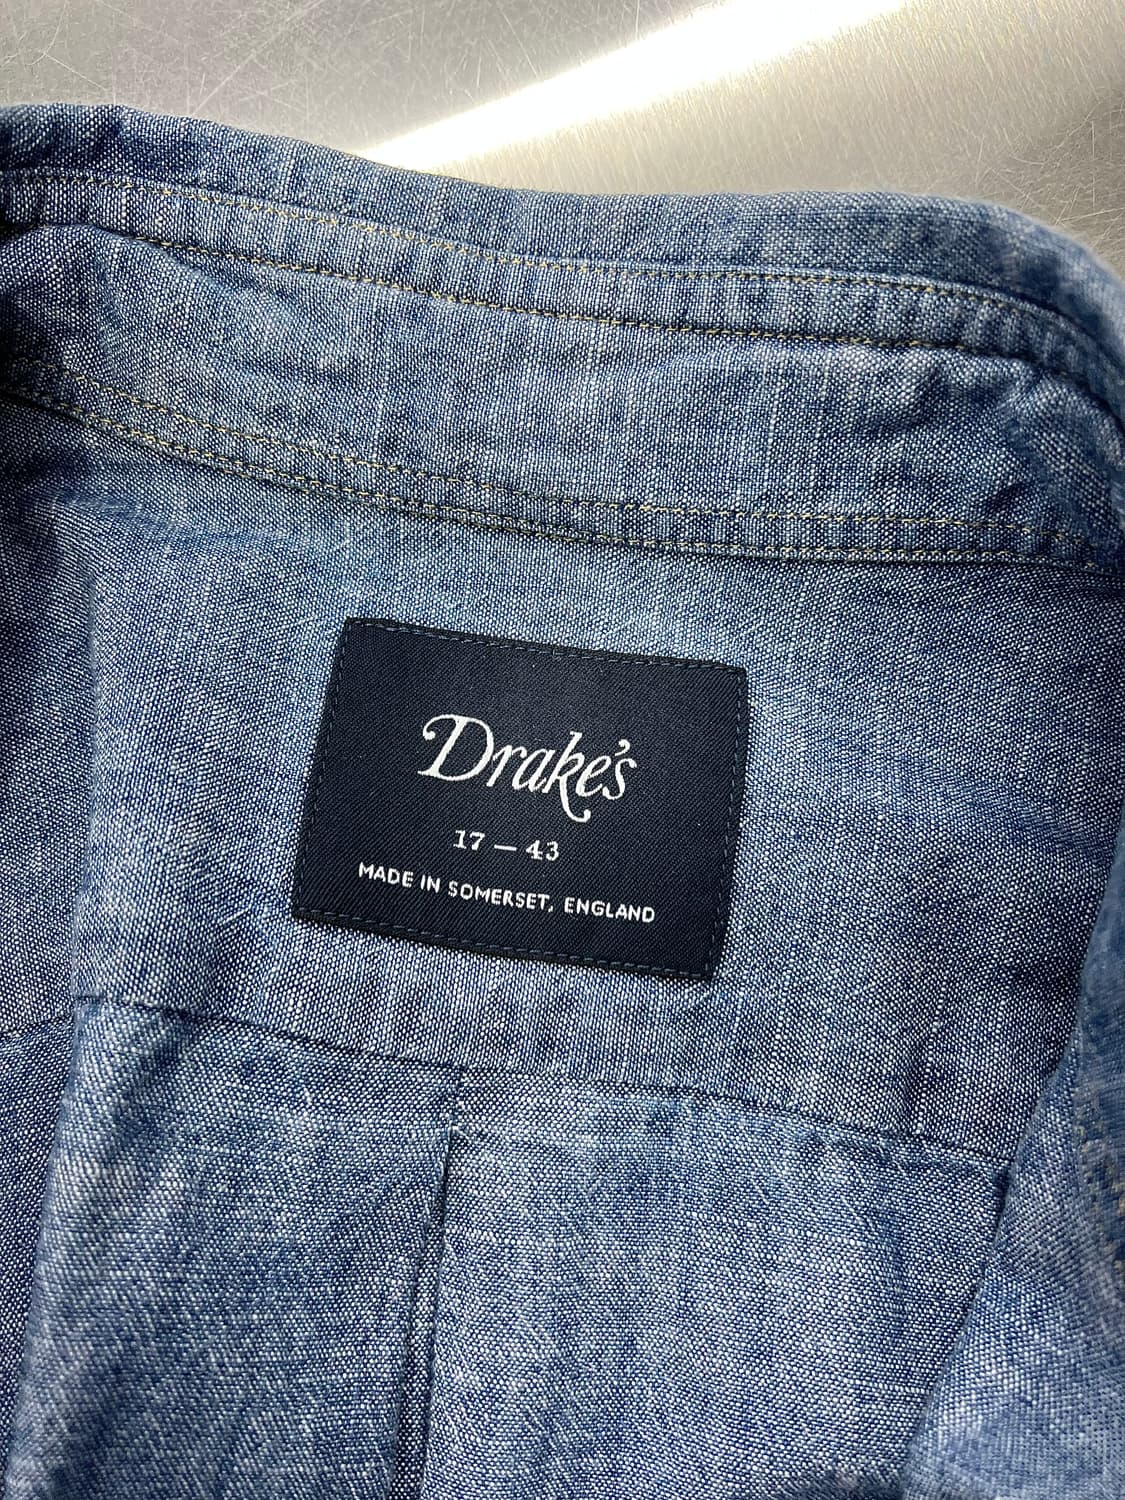 Drake's
17 – 43
MADE IN SOMERSET, ENGLAND